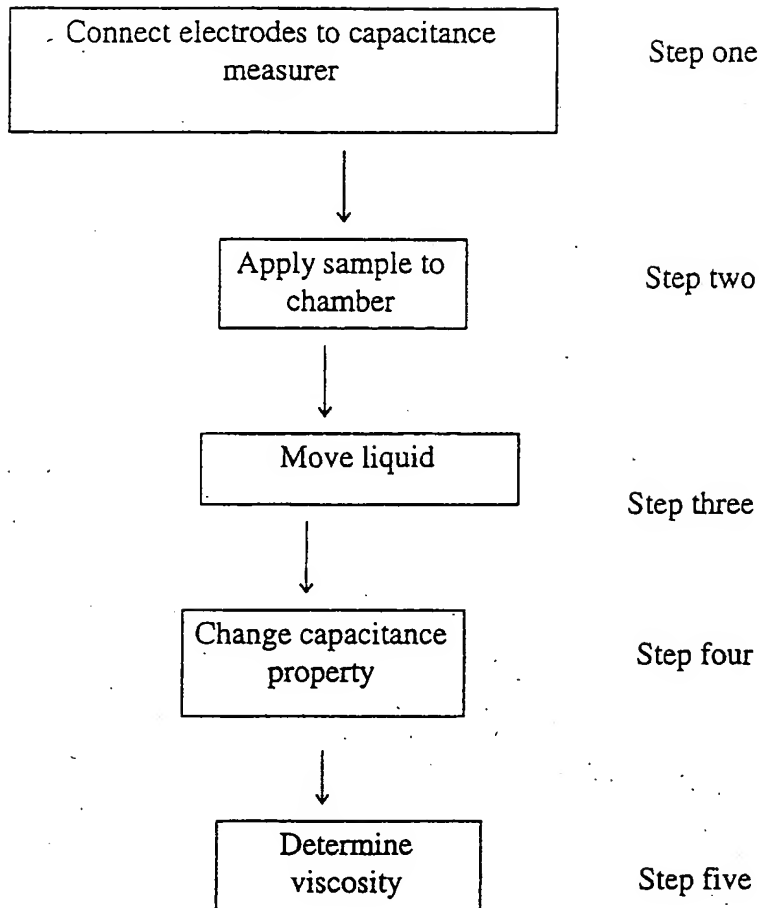 Connect electrodes to capacitance
measurer
Step one
Apply sample to
chamber
Step two
Move liquid
Step three
Change capacitance
property
Step four
Determine
viscosity
Step five